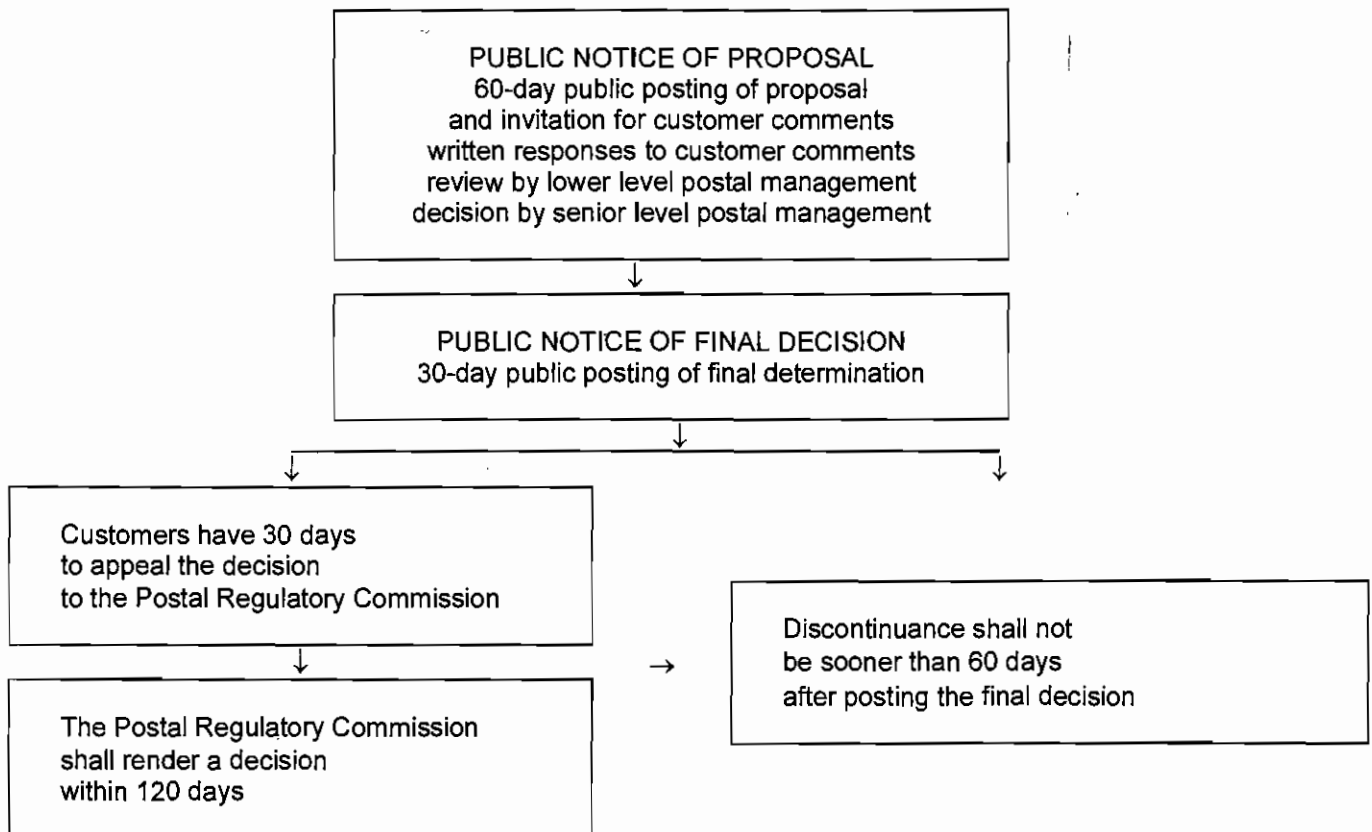 PUBLIC NOTICE OF PROPOSAL
60-day public posting of proposal
and invitation for customer comments
written responses to customer comments
review by lower level postal management
decision by senior level postal management
PUBLIC NOTICE OF FINAL DECISION
30-day public posting of final determination
Customers have 30 days
to appeal the decision
to the Postal Regulatory Commission
The Postal Regulatory Commission
shall render a decision
within 120 days
Discontinuance shall not
be sooner than 60 days
after posting the final decision